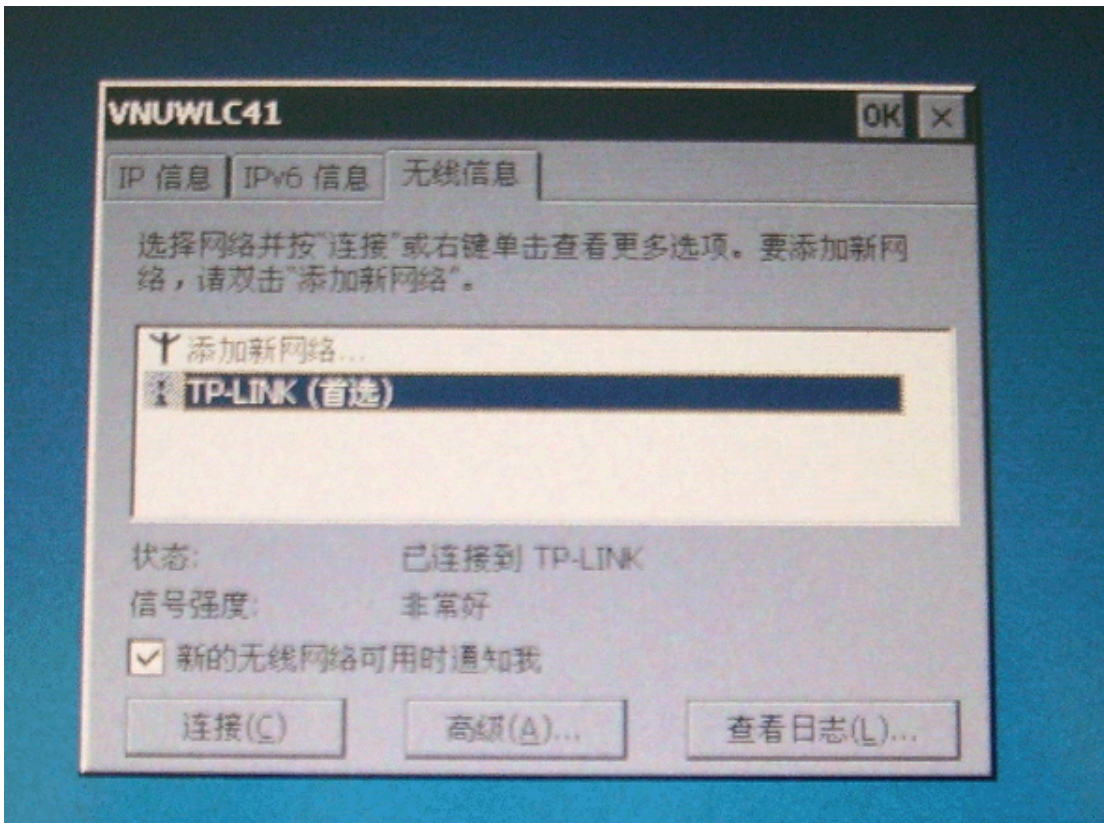 VNUWLC41 OK ×
IP 信息 IPv6 信息 无线信息
选择网络并按"连接"或右键单击查看更多选项。要添加新网
络，请双击"添加新网络"。
添加新网络...
TP-LINK (首选)
状态: 已连接到 TP-LINK
信号强度: 非常好
新的无线网络可用时通知我
连接(C) 高级(A)... 查看日志(L)...